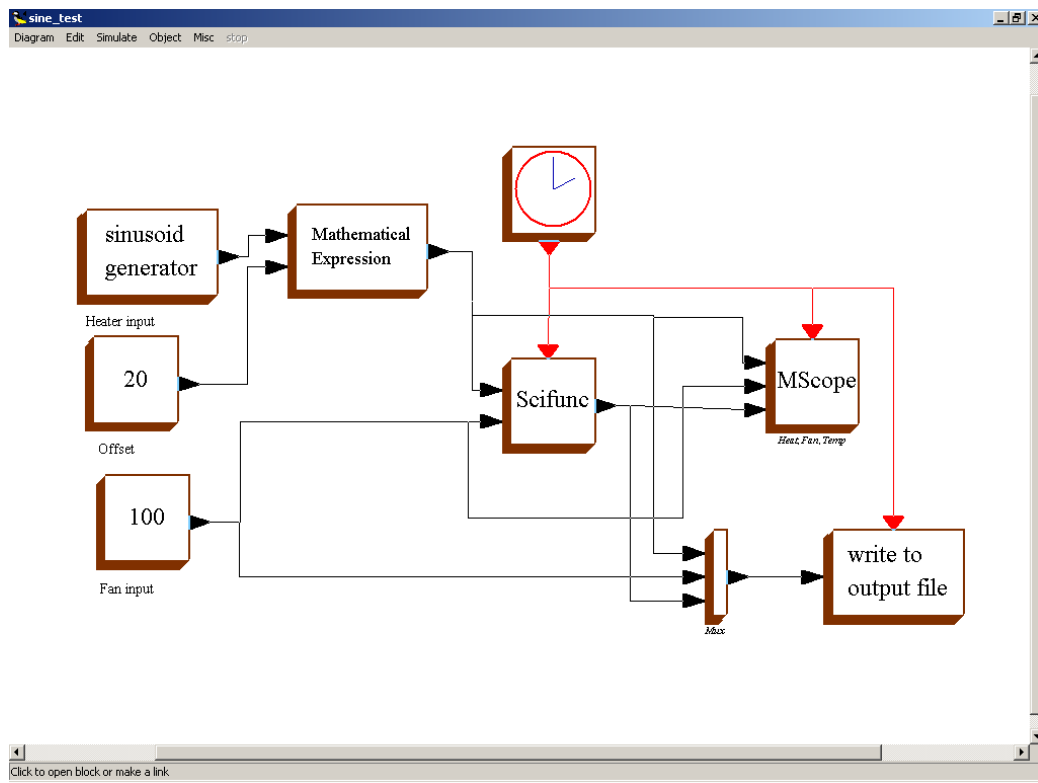 sine_test
Diagram Edit Simulate Object Misc stop
sinusoid
generator
Heater input
Mathematical
Expression
20
Offset
100
Fan input
Scifunc
MScope
Heat, Fan, Temp
Mux
write to
output file
Click to open block or make a link